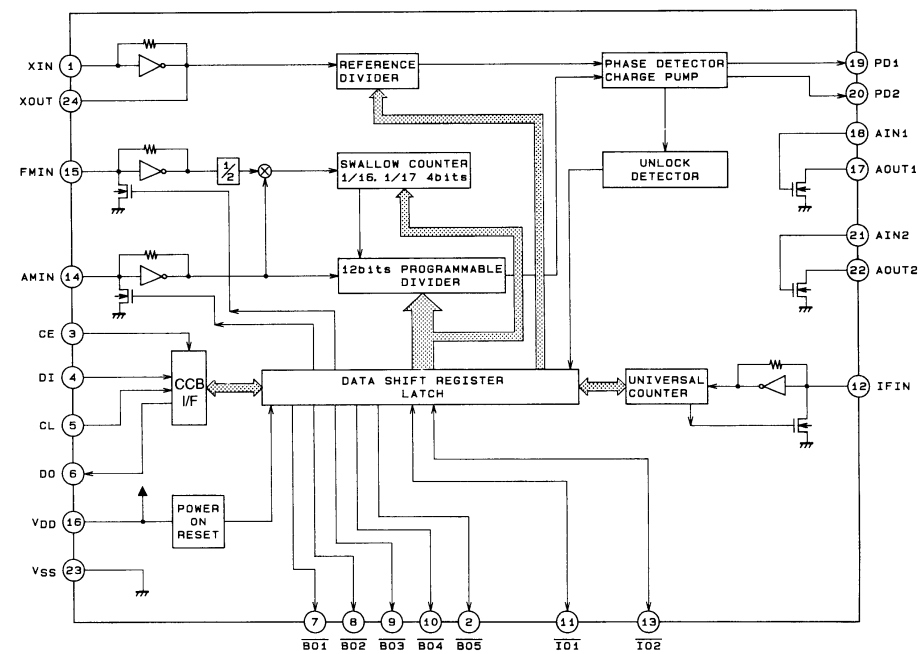 XIN 1
XOUT 24
REFERENCE
DIVIDER
PHASE DETECTOR
CHARGE PUMP
19 PD1
20 PD2
18 AIN1
17 AOUT1
FMIN 15
1/2
SWALLOW COUNTER
1/16, 1/17 4bits
UNLOCK
DETECTOR
21 AIN2
22 AOUT2
AMIN 14
12bits PROGRAMMABLE
DIVIDER
CE 3
DI 4
CL 5
DO 6
CCB
I/F
DATA SHIFT REGISTER
LATCH
UNIVERSAL
COUNTER
12 IFIN
VDD 16
POWER
ON
RESET
VSS 23
7 8 9 10 2 11 13
BO1 BO2 BO3 BO4 BO5 IO1 IO2